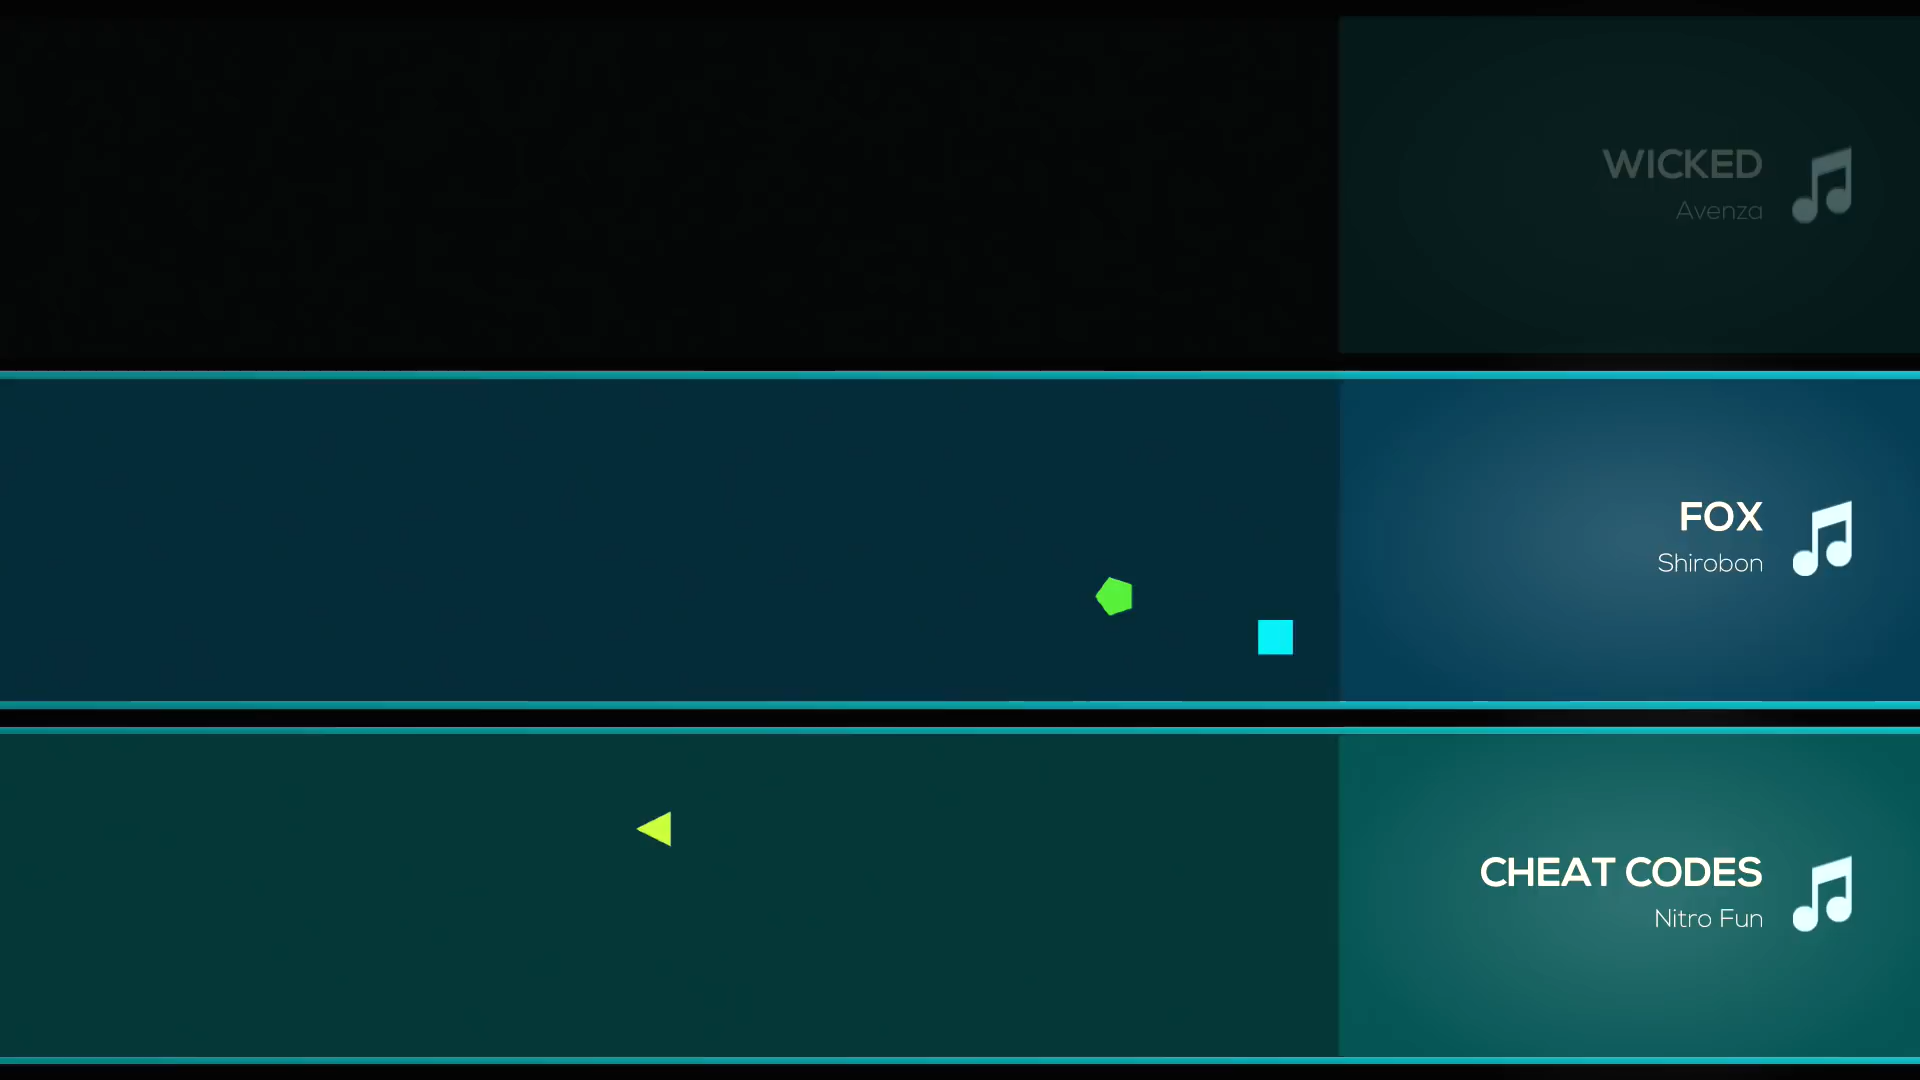 WICKED
Avenza
FOX
Shirobon
CHEAT CODES
Nitro Fun